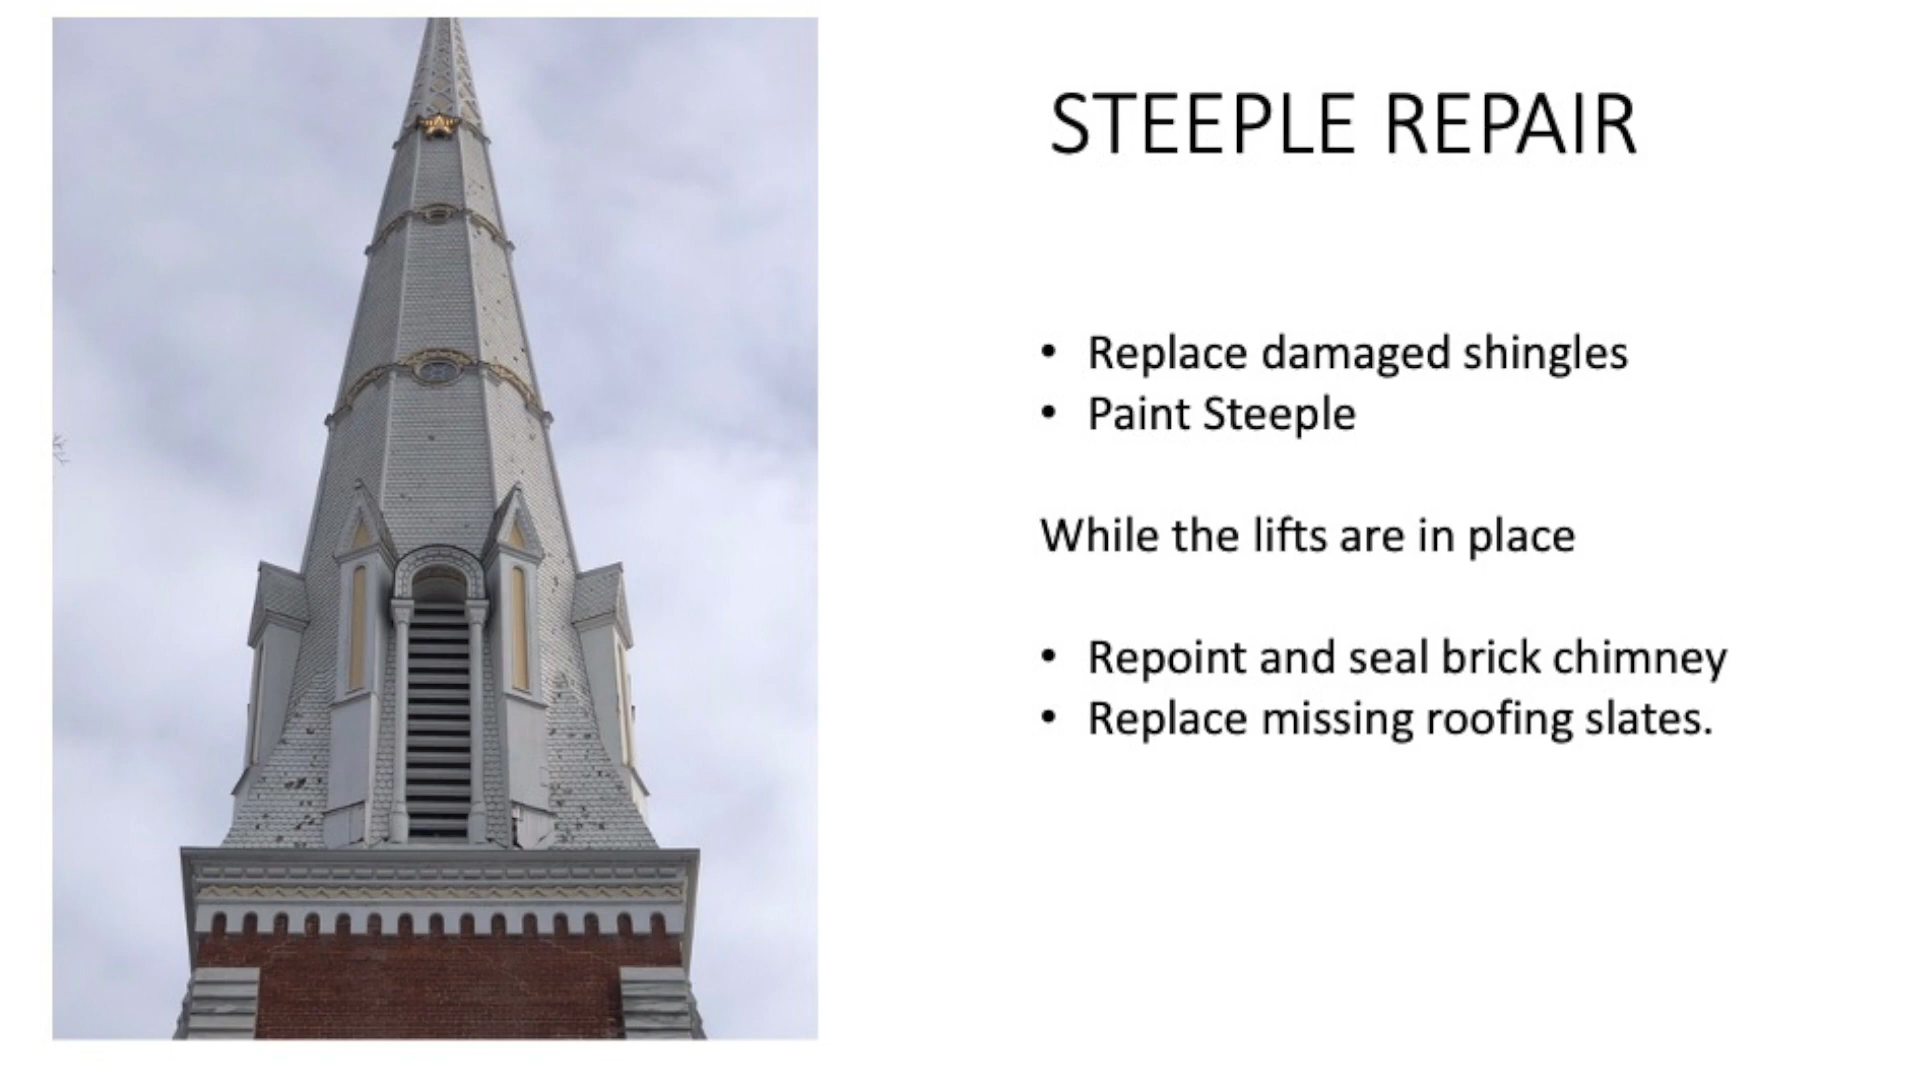 STEEPLE REPAIR
• Replace damaged shingles
• Paint Steeple
While the lifts are in place
• Repoint and seal brick chimney
• Replace missing roofing slates.